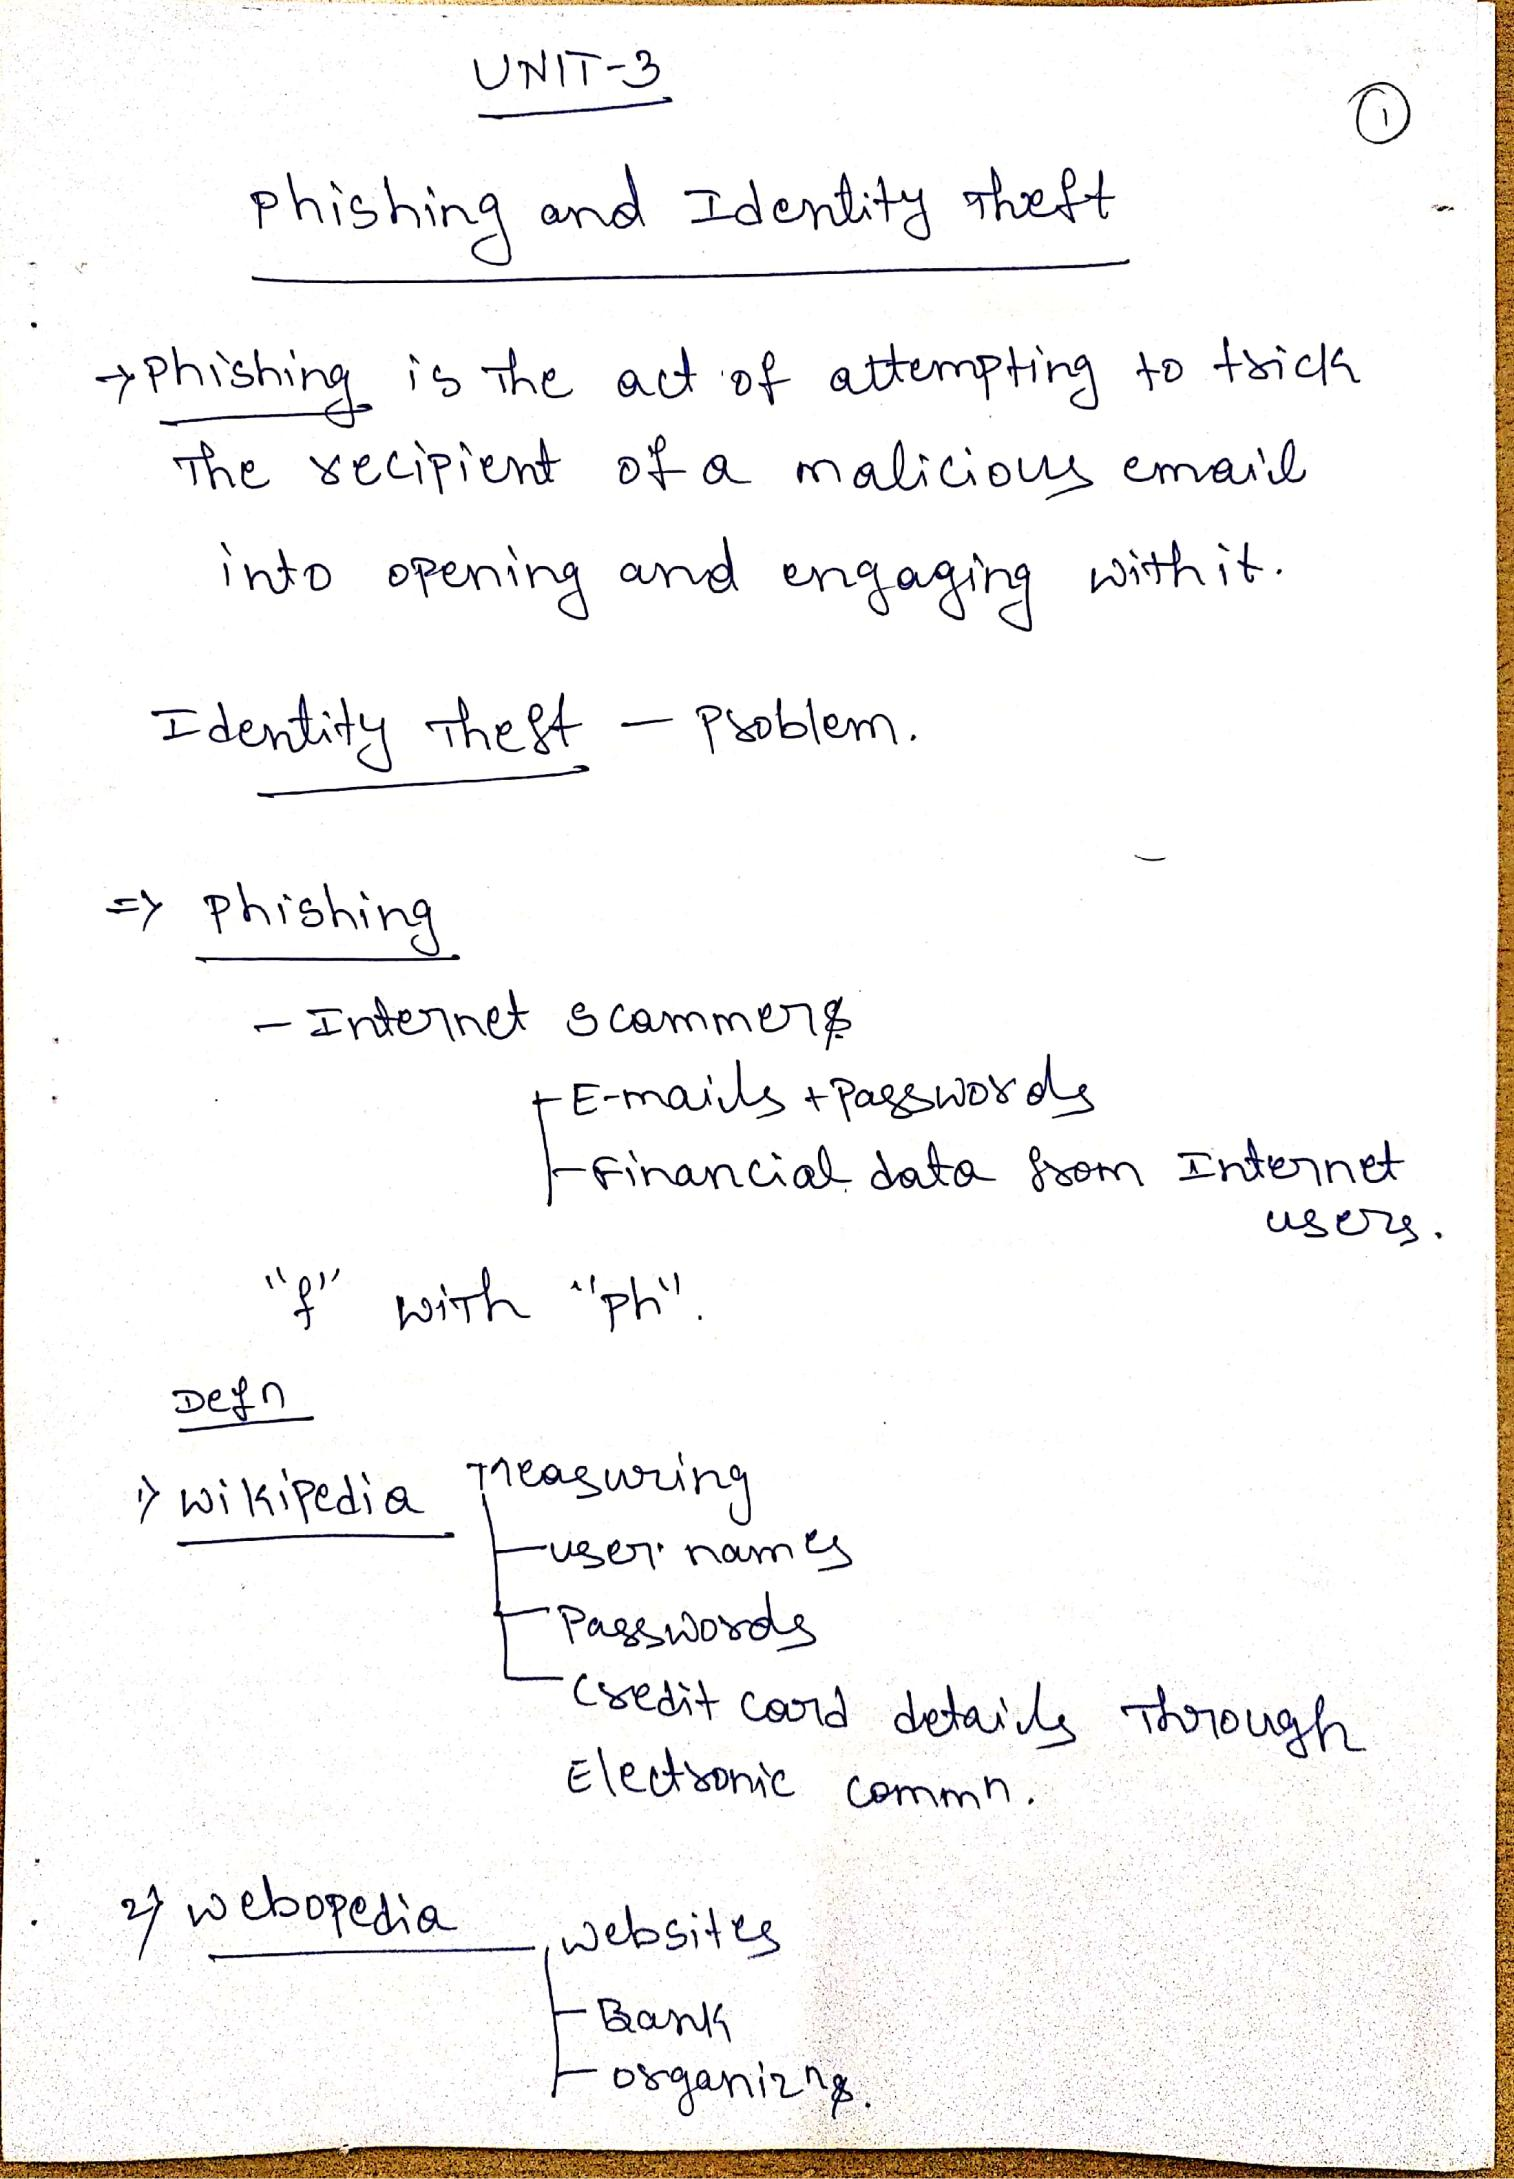 UNIT-3
1
Phishing and Identity Theft
→ Phishing is The act of attempting to trick
The recipient of a malicious email
into opening and engaging with it.
Identity Theft - Problem.
=> Phishing
- Internet scammers
- E-mails + Passwords
- Financial data from Internet
users.
"f" with "ph".
Defn
1) Wikipedia Measuring
- user names
- Passwords
- Credit card details Through
Electronic commn.
2) Webopedia websites
- Bank
- organizns.